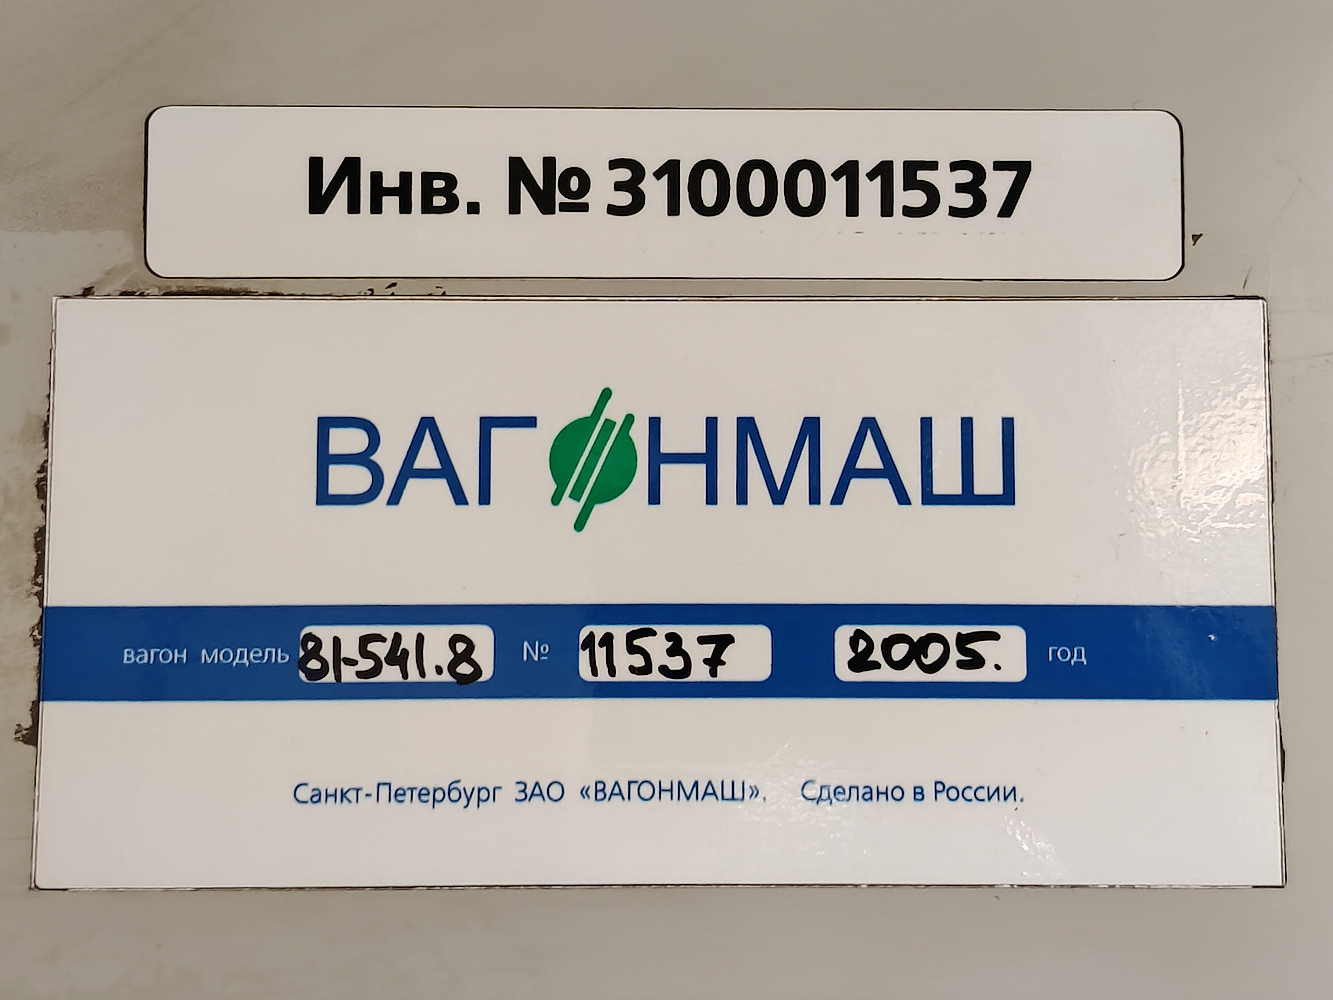 Инв. № 3100011537
ВАГОНМАШ
вагон модель 81-541.8 № 11537 2005. год
Санкт-Петербург ЗАО «ВАГОНМАШ». Сделано в России.